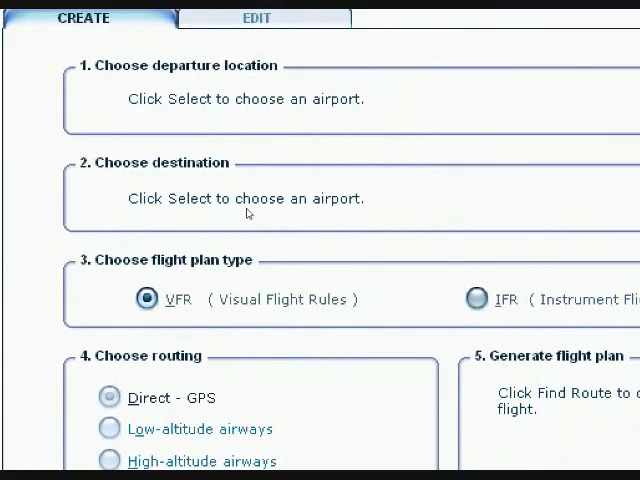 CREATE EDIT
1. Choose departure location
Click Select to choose an airport.
2. Choose destination
Click Select to choose an airport.
3. Choose flight plan type
VFR ( Visual Flight Rules ) IFR ( Instrument Fli
4. Choose routing
Direct - GPS
Low-altitude airways
High-altitude airways
5. Generate flight plan
Click Find Route to
flight.